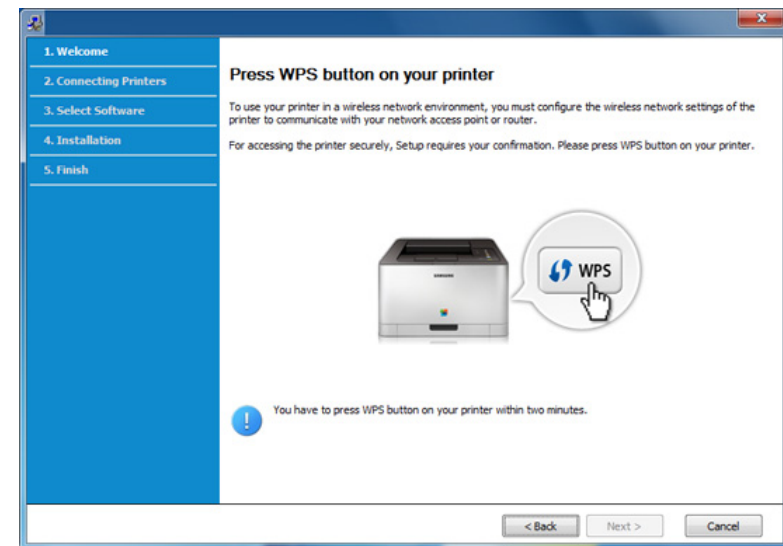 1. Welcome
2. Connecting Printers
3. Select Software
4. Installation
5. Finish
Press WPS button on your printer
To use your printer in a wireless network environment, you must configure the wireless network settings of the
printer to communicate with your network access point or router.
For accessing the printer securely, Setup requires your confirmation. Please press WPS button on your printer.
SAMSUNG
WPS
You have to press WPS button on your printer within two minutes.
< Back Next > Cancel